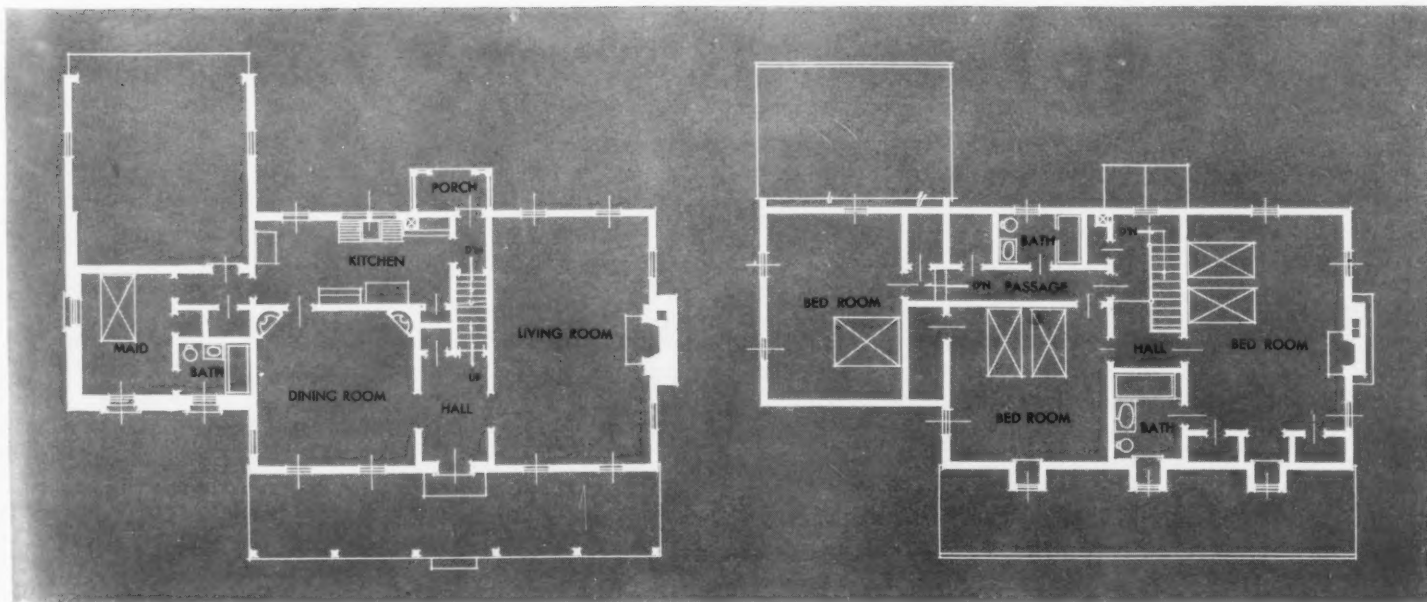 PORCH
D'N
KITCHEN
LIVING ROOM
MAID
BATH
UP
DINING ROOM
HALL
BATH
D'N
D'N
PASSAGE
BED ROOM
HALL
BED ROOM
BED ROOM
BATH